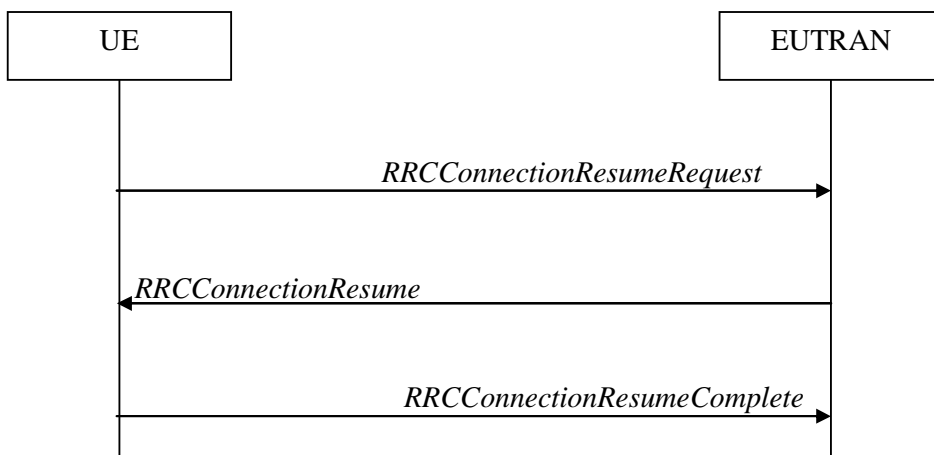 UE
EUTRAN
RRCConnectionResumeRequest
RRCConnectionResume
RRCConnectionResumeComplete